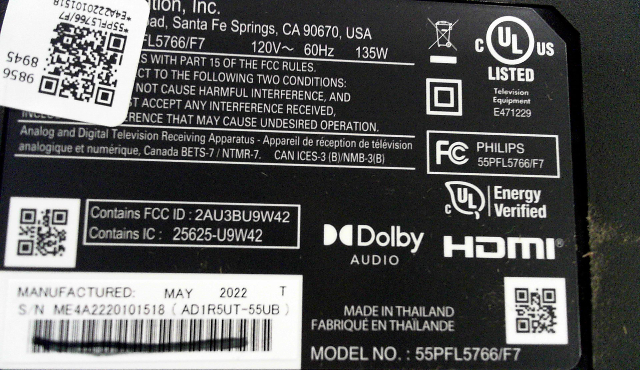 tion, Inc.
ad, Santa Fe Springs, CA 90670, USA
FL5766/F7 120V~ 60Hz 135W
S WITH PART 15 OF THE FCC RULES.
CT TO THE FOLLOWING TWO CONDITIONS:
NOT CAUSE HARMFUL INTERFERENCE, AND
ST ACCEPT ANY INTERFERENCE RECEIVED,
INCL ERENCE THAT MAY CAUSE UNDESIRED OPERATION.
Analog and Digital Television Receiving Apparatus - Appareil de réception de télévision
analogique et numérique, Canada BETS-7 / NTMR-7. CAN ICES-3 (B)/NMB-3(B)
*55PFL5766/F7
*E4A2220101518
9856
8945
C UL US
LISTED
Television
Equipment
E471229
FC PHILIPS
55PFL5766/F7
C UL Energy
Verified
Contains FCC ID : 2AU3BU9W42
Contains IC : 25625-U9W42
Dolby
AUDIO
HDMI®
MANUFACTURED: MAY 2022 T
S/N ME4A2220101518 ( AD1R5UT-55UB )
MADE IN THAILAND
FABRIQUÉ EN THAÏLANDE
MODEL NO. : 55PFL5766/F7